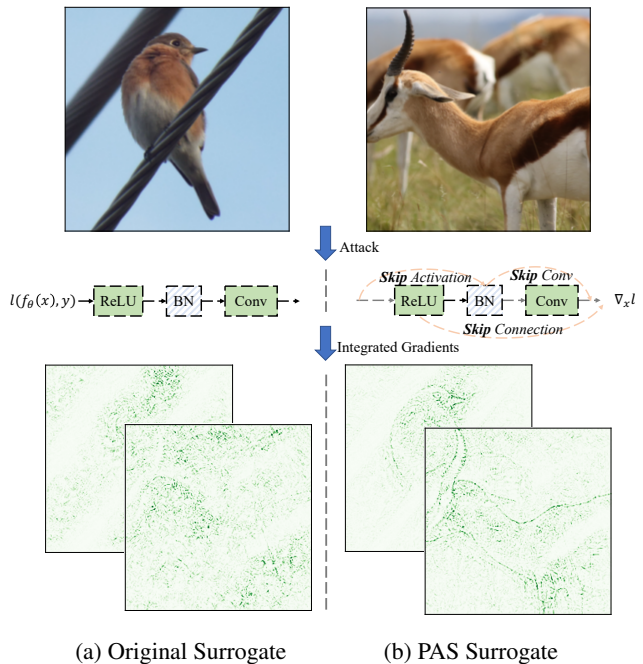 Attack
Skip Activation
Skip Conv
l(f_θ(x), y)
ReLU
BN
Conv
ReLU
BN
Conv
∇_x l
Skip Connection
Integrated Gradients
(a) Original Surrogate
(b) PAS Surrogate